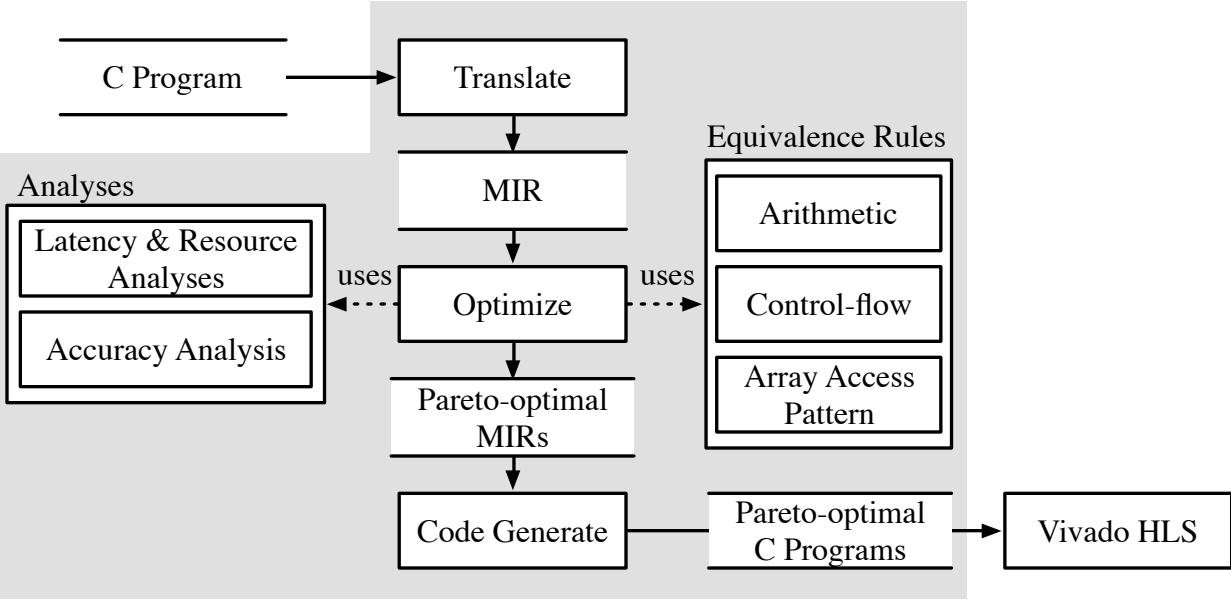 C Program
Translate
Equivalence Rules
MIR
Analyses
Arithmetic
Latency & Resource
Analyses
uses
uses
Optimize
Control-flow
Accuracy Analysis
Array Access
Pattern
Pareto-optimal
MIRs
Code Generate
Pareto-optimal
C Programs
Vivado HLS